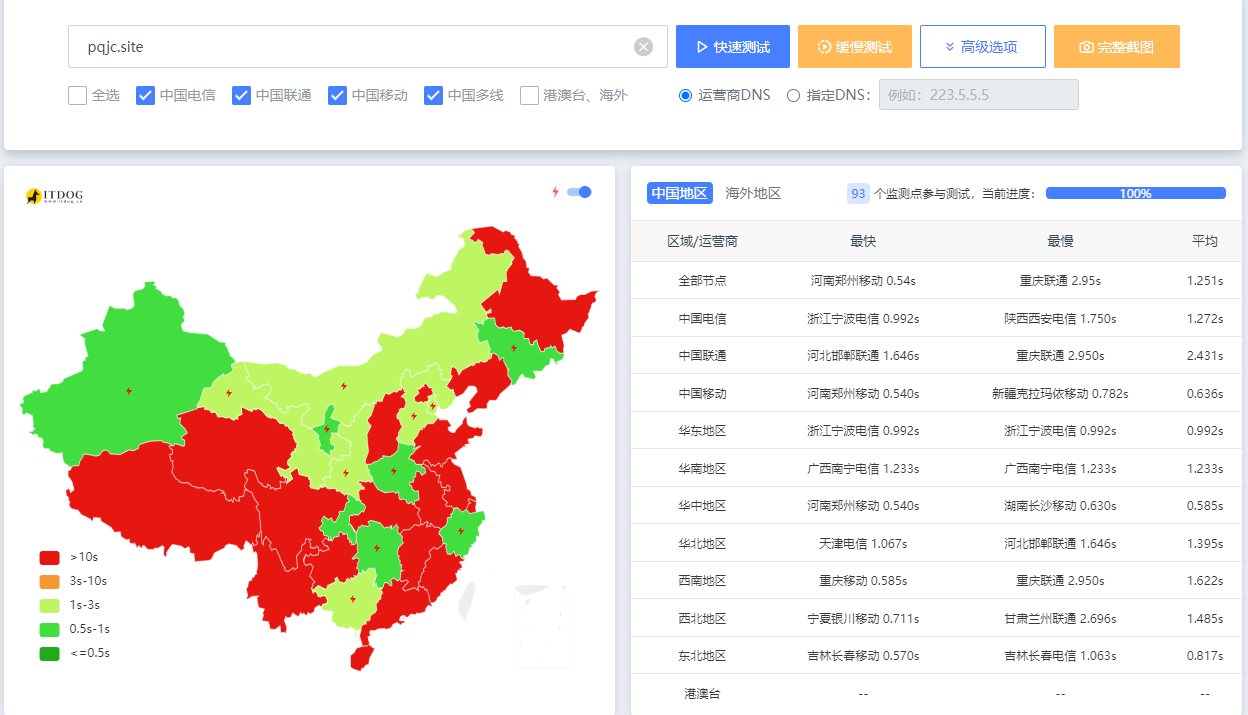 pqjc.site
快速测试 缓慢测试 高级选项 完整截图
全选 中国电信 中国联通 中国移动 中国多线 港澳台、海外 运营商DNS 指定DNS: 例如：223.5.5.5
ITDOG
www.itdog.cn
中国地区 海外地区 93 个监测点参与测试，当前进度： 100%
区域/运营商 最快 最慢 平均
全部节点 河南郑州移动 0.54s 重庆联通 2.95s 1.251s
中国电信 浙江宁波电信 0.992s 陕西西安电信 1.750s 1.272s
中国联通 河北邯郸联通 1.646s 重庆联通 2.950s 2.431s
中国移动 河南郑州移动 0.540s 新疆克拉玛依移动 0.782s 0.636s
华东地区 浙江宁波电信 0.992s 浙江宁波电信 0.992s 0.992s
华南地区 广西南宁电信 1.233s 广西南宁电信 1.233s 1.233s
华中地区 河南郑州移动 0.540s 湖南长沙移动 0.630s 0.585s
华北地区 天津电信 1.067s 河北邯郸联通 1.646s 1.395s
西南地区 重庆移动 0.585s 重庆联通 2.950s 1.622s
西北地区 宁夏银川移动 0.711s 甘肃兰州联通 2.696s 1.485s
东北地区 吉林长春移动 0.570s 吉林长春电信 1.063s 0.817s
港澳台 -- -- --
>10s
3s-10s
1s-3s
0.5s-1s
<=0.5s